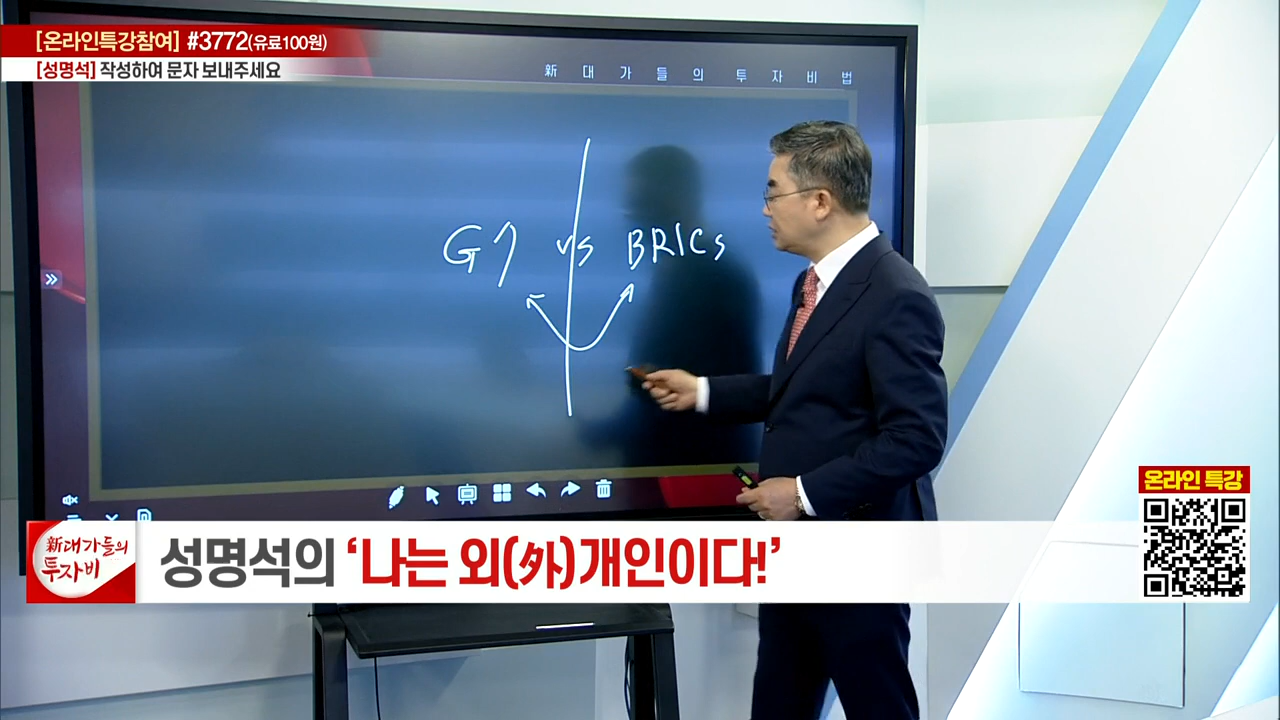 [온라인특강참여] #3772(유료100원)
[성명석] 작성하여 문자 보내주세요
新 대 가 들 의 투 자 비 법
G7 vs BRICs
新대가들의
투자비
성명석의 ‘나는 외(外)개인이다!’
온라인 특강